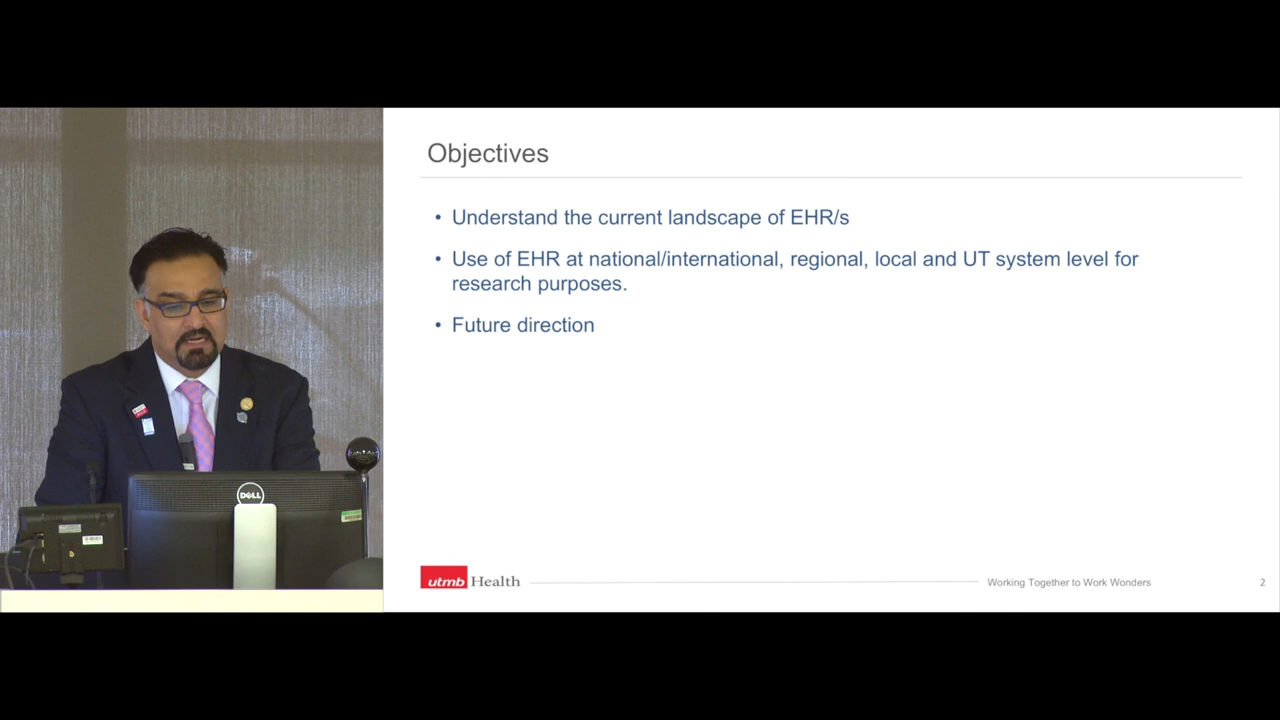 Objectives
• Understand the current landscape of EHR/s
• Use of EHR at national/international, regional, local and UT system level for
research purposes.
• Future direction
DELL
utmb Health
Working Together to Work Wonders
2